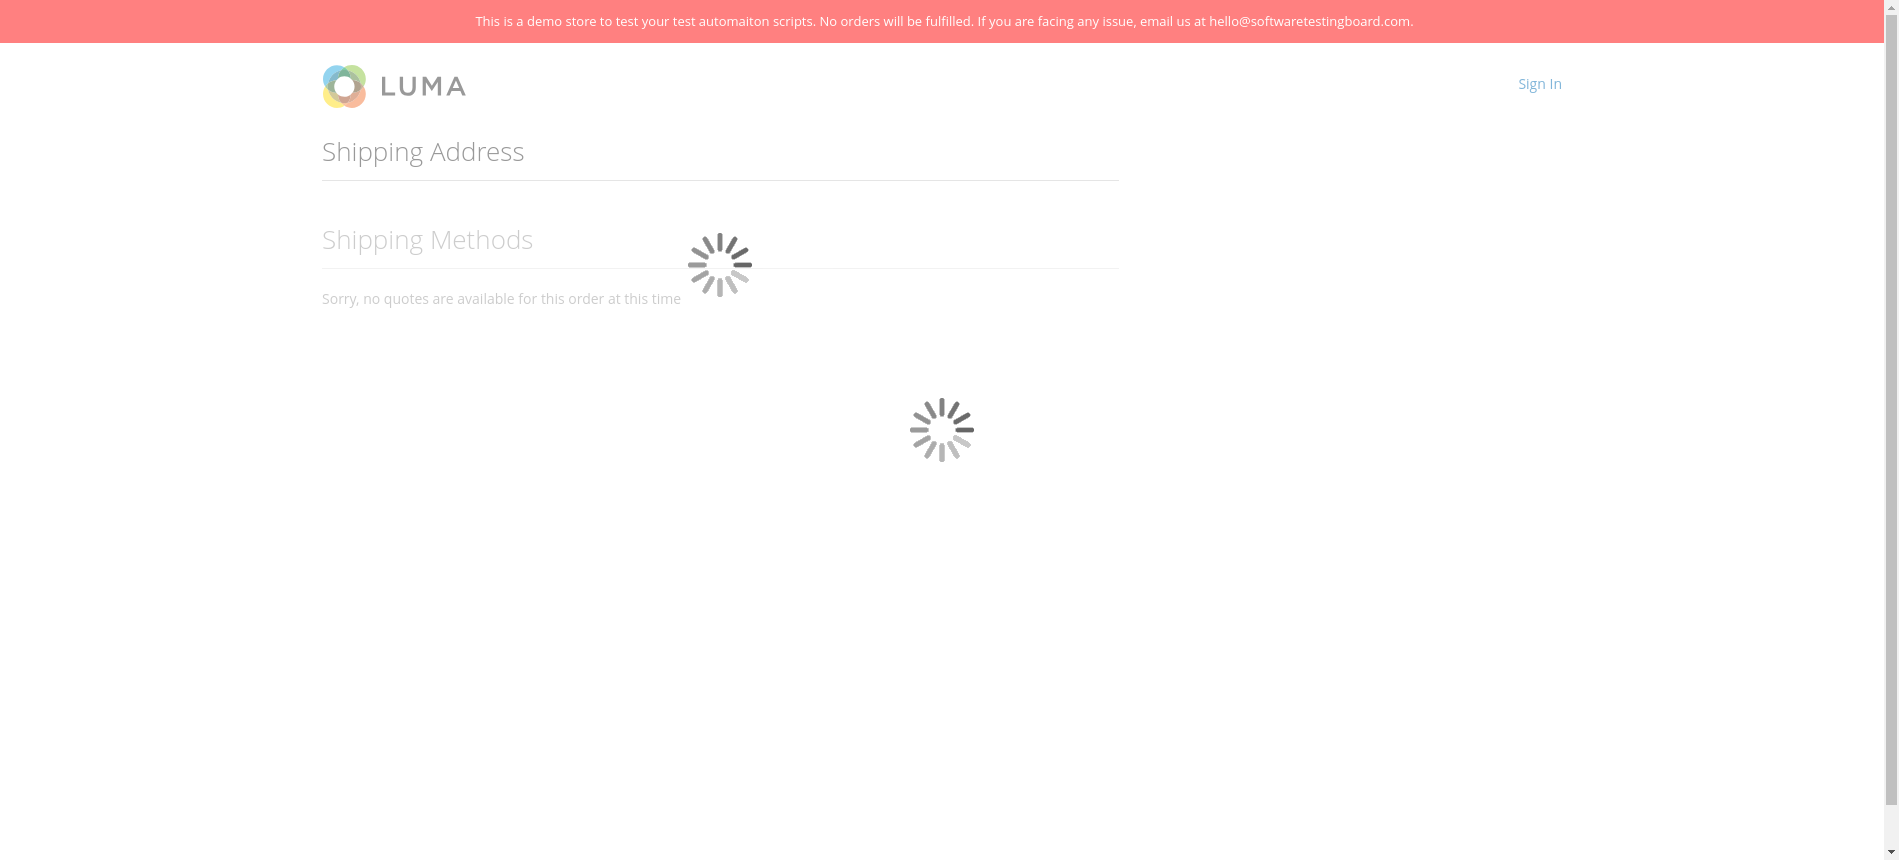 This is a demo store to test your test automaiton scripts. No orders will be fulfilled. If you are facing any issue, email us at hello@softwaretestingboard.com.
LUMA
Sign In
Shipping Address
Shipping Methods
Sorry, no quotes are available for this order at this time